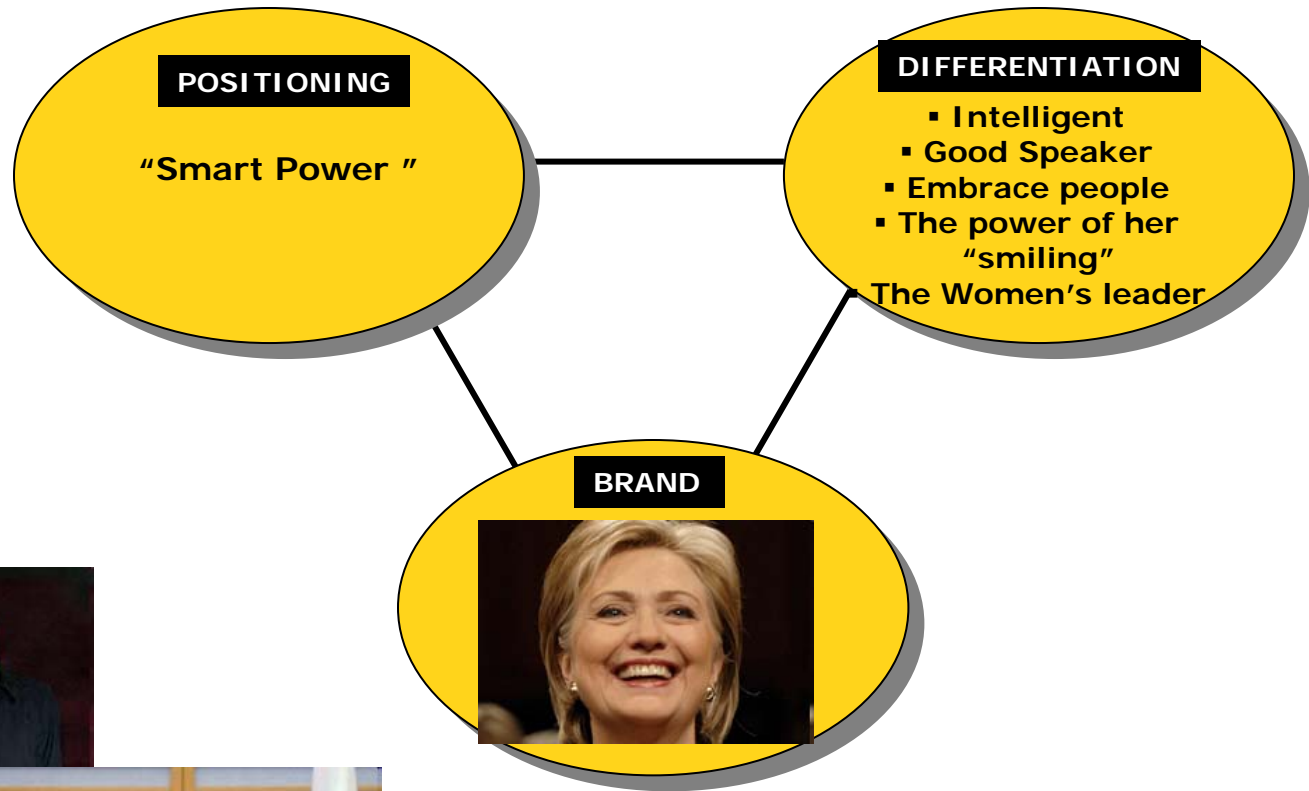 POSITIONING
“Smart Power ”
DIFFERENTIATION
▪ Intelligent
▪ Good Speaker
▪ Embrace people
▪ The power of her
“smiling”
▪ The Women's leader
BRAND